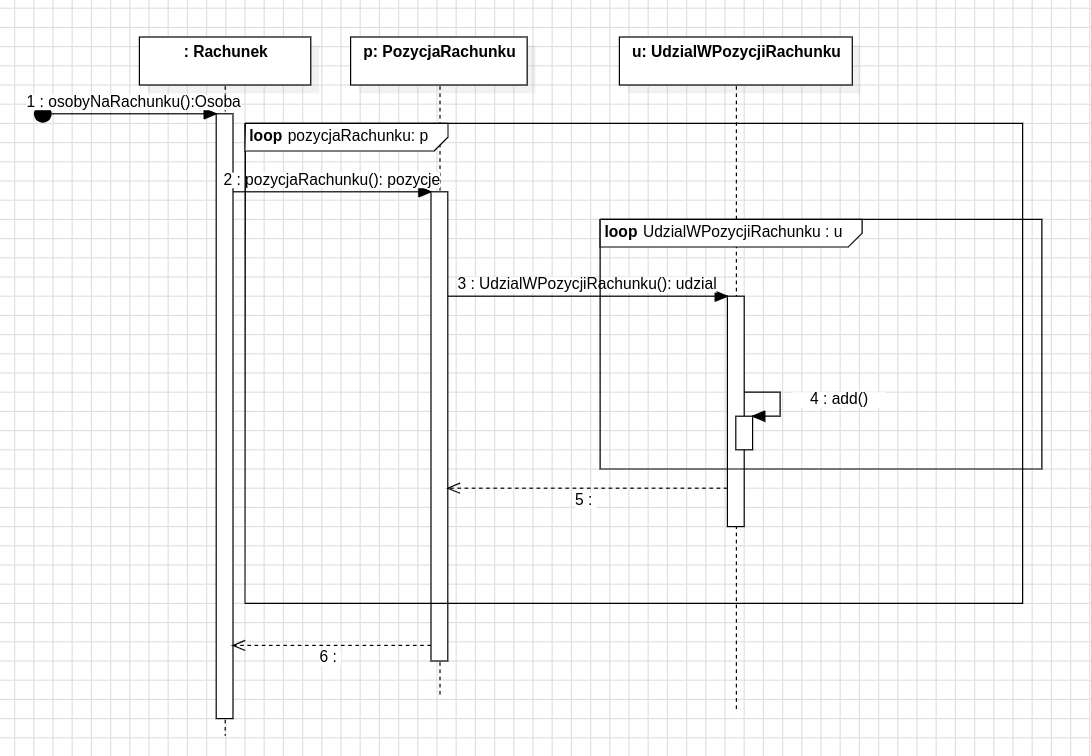 : Rachunek
p: PozycjaRachunku
u: UdzialWPozycjiRachunku
1 : osobyNaRachunku():Osoba
loop pozycjaRachunku: p
2 : pozycjaRachunku(): pozycje
loop UdzialWPozycjiRachunku : u
3 : UdzialWPozycjiRachunku(): udzial
4 : add()
5 :
6 :